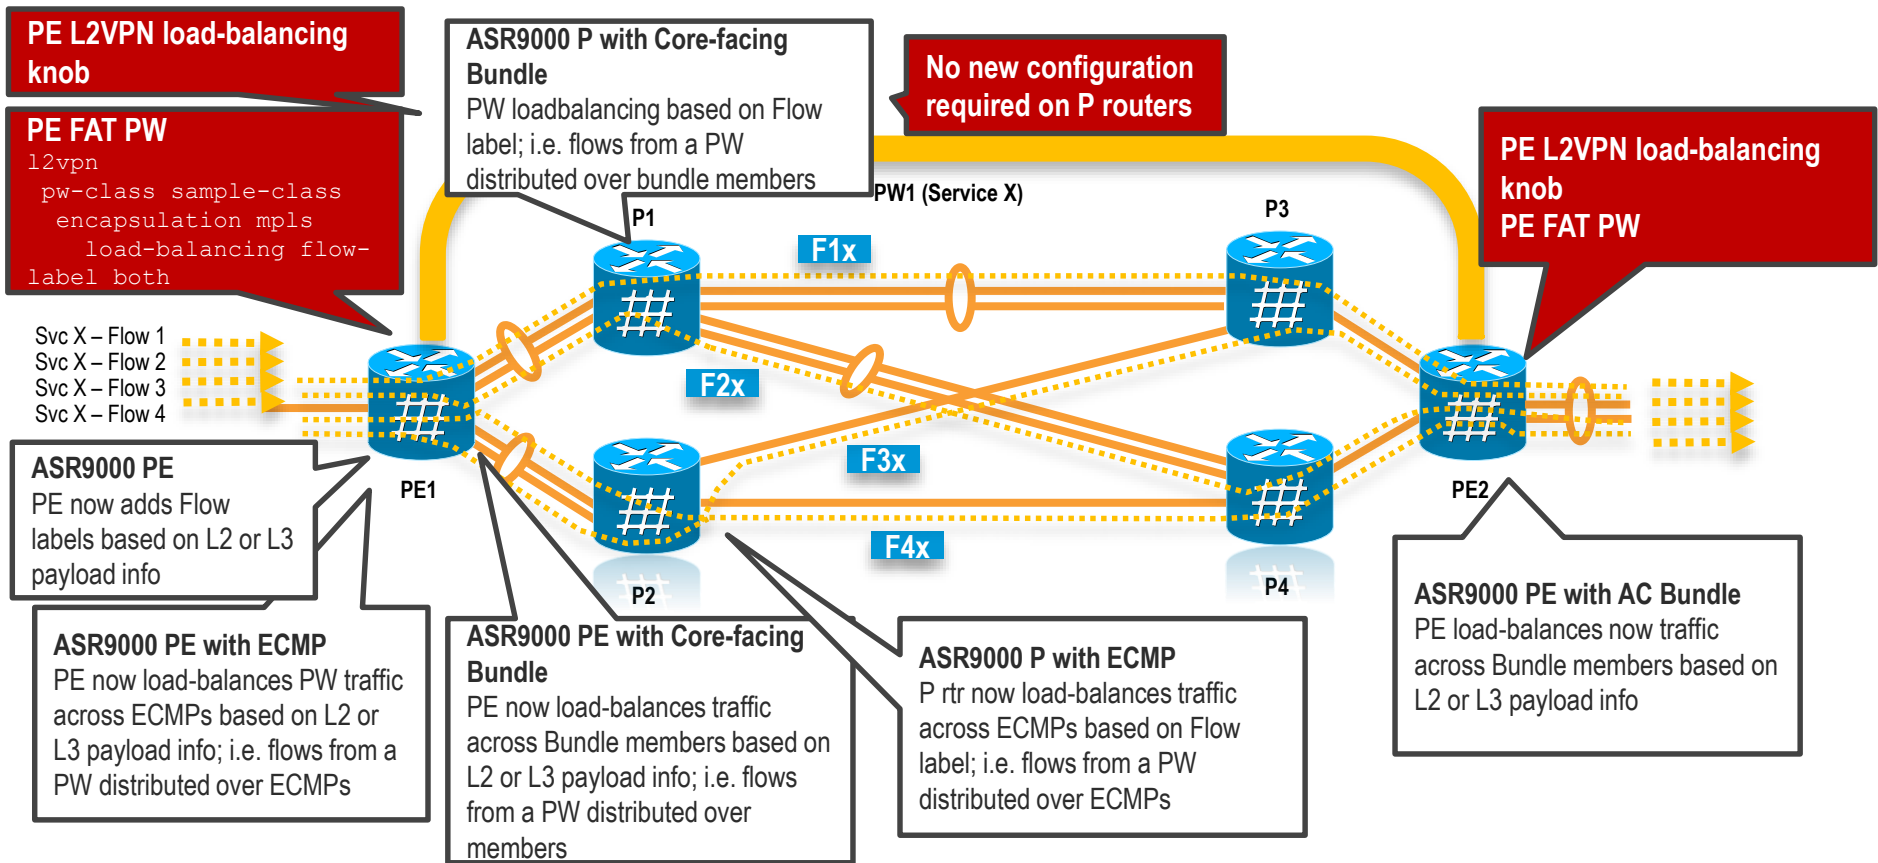 PE L2VPN load-balancing
knob
PE FAT PW
l2vpn
pw-class sample-class
encapsulation mpls
load-balancing flow-
label both
ASR9000 P with Core-facing
Bundle
PW loadbalancing based on Flow
label; i.e. flows from a PW
distributed over bundle members
No new configuration
required on P routers
PE L2VPN load-balancing
knob
PE FAT PW
PW1 (Service X)
P1
P3
F1x
Svc X – Flow 1
Svc X – Flow 2
Svc X – Flow 3
Svc X – Flow 4
F2x
F3x
F4x
PE1
PE2
P2
P4
ASR9000 PE
PE now adds Flow
labels based on L2 or L3
payload info
ASR9000 PE with ECMP
PE now load-balances PW traffic
across ECMPs based on L2 or
L3 payload info; i.e. flows from a
PW distributed over ECMPs
ASR9000 PE with Core-facing
Bundle
PE now load-balances traffic
across Bundle members based on
L2 or L3 payload info; i.e. flows
from a PW distributed over
members
ASR9000 P with ECMP
P rtr now load-balances traffic
across ECMPs based on Flow
label; i.e. flows from a PW
distributed over ECMPs
ASR9000 PE with AC Bundle
PE load-balances now traffic
across Bundle members based on
L2 or L3 payload info